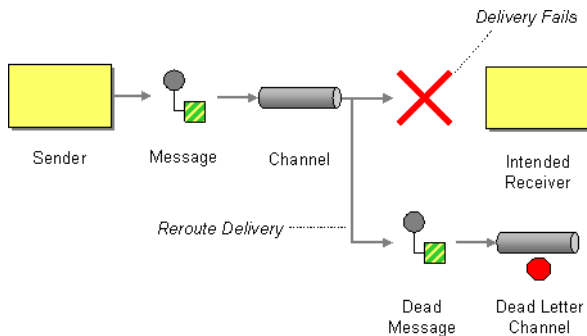 Delivery Fails
Sender
Message
Channel
Intended
Receiver
Reroute Delivery
Dead
Message
Dead Letter
Channel